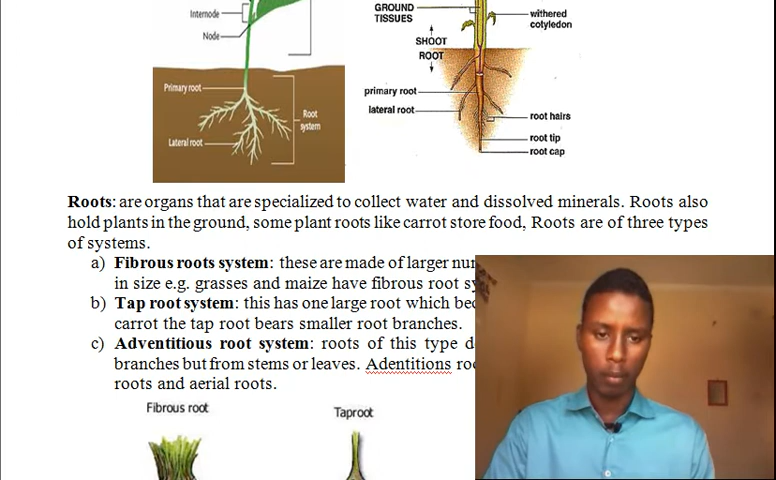 Internode
Node
Primary root
Lateral root
Root
system
GROUND
TISSUES
SHOOT
ROOT
primary root
lateral root
withered
cotyledon
root hairs
root tip
root cap
Roots: are organs that are specialized to collect water and dissolved minerals. Roots also
hold plants in the ground, some plant roots like carrot store food, Roots are of three types
of systems.
a) Fibrous roots system: these are made of larger
in size e.g. grasses and maize have fibrous root
b) Tap root system: this has one large root which
carrot the tap root bears smaller root branches.
c) Adventitious root system: roots of this type
branches but from stems or leaves. Adentitions
roots and aerial roots.
Fibrous root
Taproot